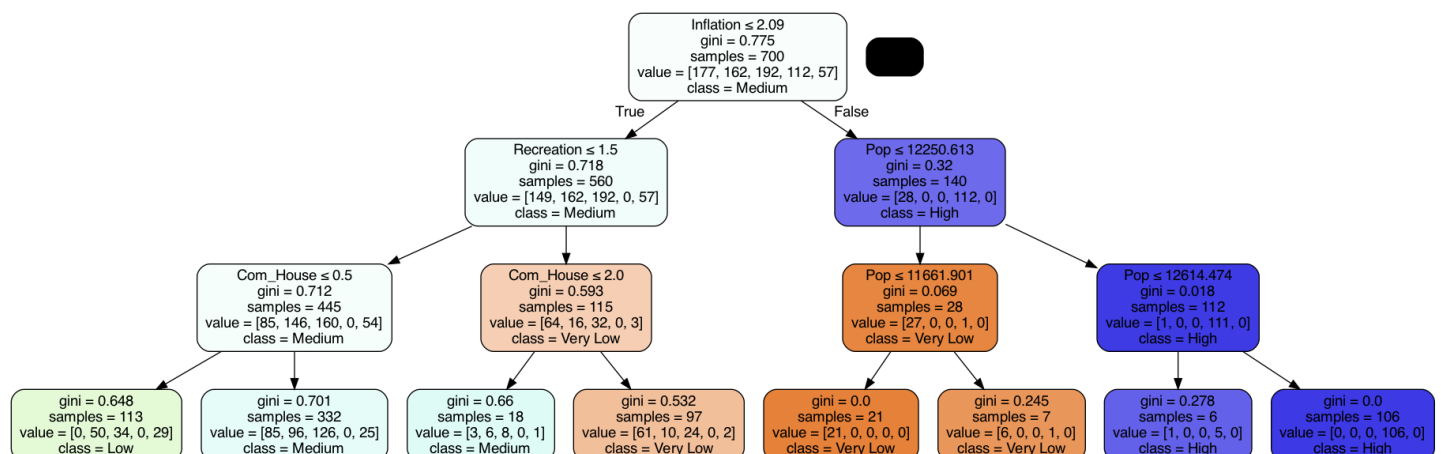 Inflation ≤ 2.09
gini = 0.775
samples = 700
value = [177, 162, 192, 112, 57]
class = Medium
True
False
Recreation ≤ 1.5
gini = 0.718
samples = 560
value = [149, 162, 192, 0, 57]
class = Medium
Pop ≤ 12250.613
gini = 0.32
samples = 140
value = [28, 0, 0, 112, 0]
class = High
Com_House ≤ 0.5
gini = 0.712
samples = 445
value = [85, 146, 160, 0, 54]
class = Medium
Com_House ≤ 2.0
gini = 0.593
samples = 115
value = [64, 16, 32, 0, 3]
class = Very Low
Pop ≤ 11661.901
gini = 0.069
samples = 28
value = [27, 0, 0, 1, 0]
class = Very Low
Pop ≤ 12614.474
gini = 0.018
samples = 112
value = [1, 0, 0, 111, 0]
class = High
gini = 0.648
samples = 113
value = [0, 50, 34, 0, 29]
class = Low
gini = 0.701
samples = 332
value = [85, 96, 126, 0, 25]
class = Medium
gini = 0.66
samples = 18
value = [3, 6, 8, 0, 1]
class = Medium
gini = 0.532
samples = 97
value = [61, 10, 24, 0, 2]
class = Very Low
gini = 0.0
samples = 21
value = [21, 0, 0, 0, 0]
class = Very Low
gini = 0.245
samples = 7
value = [6, 0, 0, 1, 0]
class = Very Low
gini = 0.278
samples = 6
value = [1, 0, 0, 5, 0]
class = High
gini = 0.0
samples = 106
value = [0, 0, 0, 106, 0]
class = High